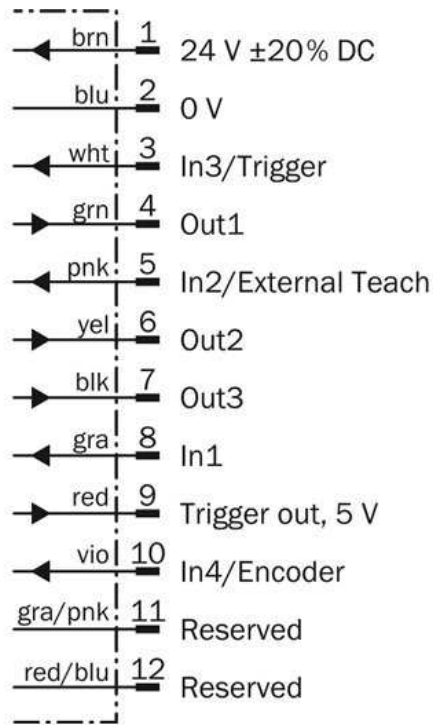 brn 1 24 V ±20% DC
blu 2 0 V
wht 3 In3/Trigger
grn 4 Out1
pnk 5 In2/External Teach
yel 6 Out2
blk 7 Out3
gra 8 In1
red 9 Trigger out, 5 V
vio 10 In4/Encoder
gra/pnk 11 Reserved
red/blu 12 Reserved